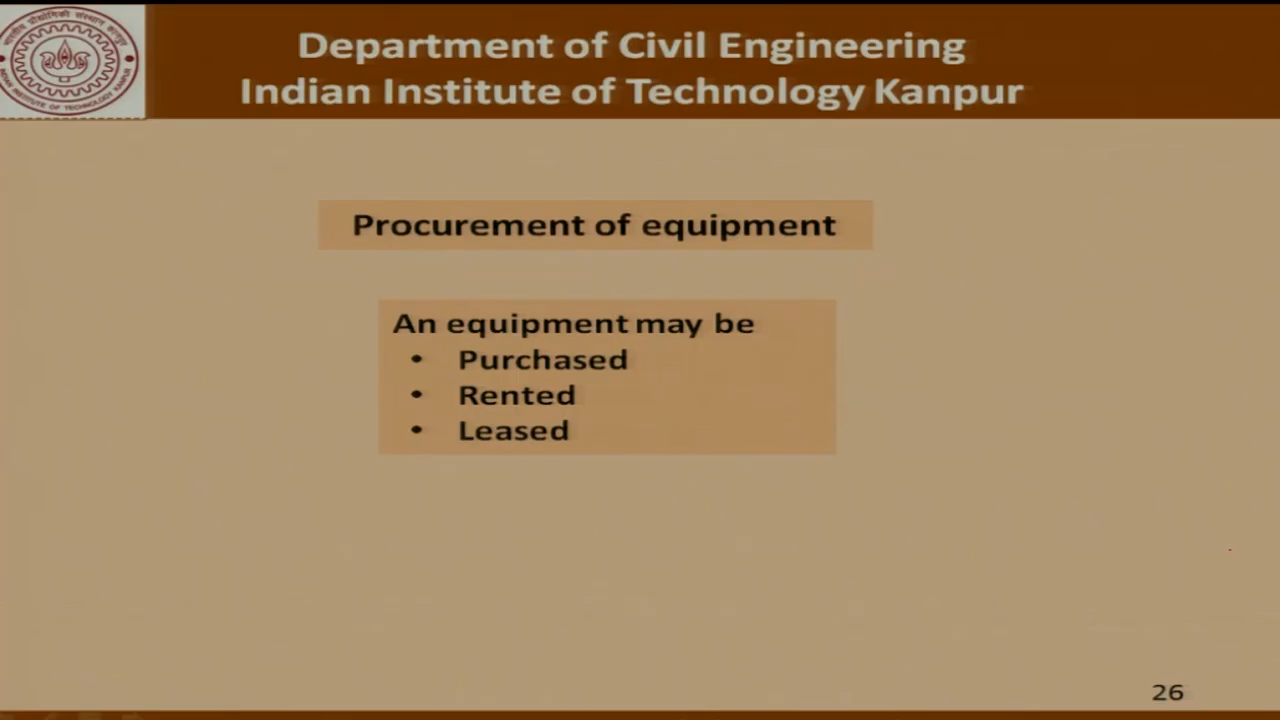 Department of Civil Engineering
Indian Institute of Technology Kanpur
Procurement of equipment
An equipment may be
• Purchased
• Rented
• Leased
26